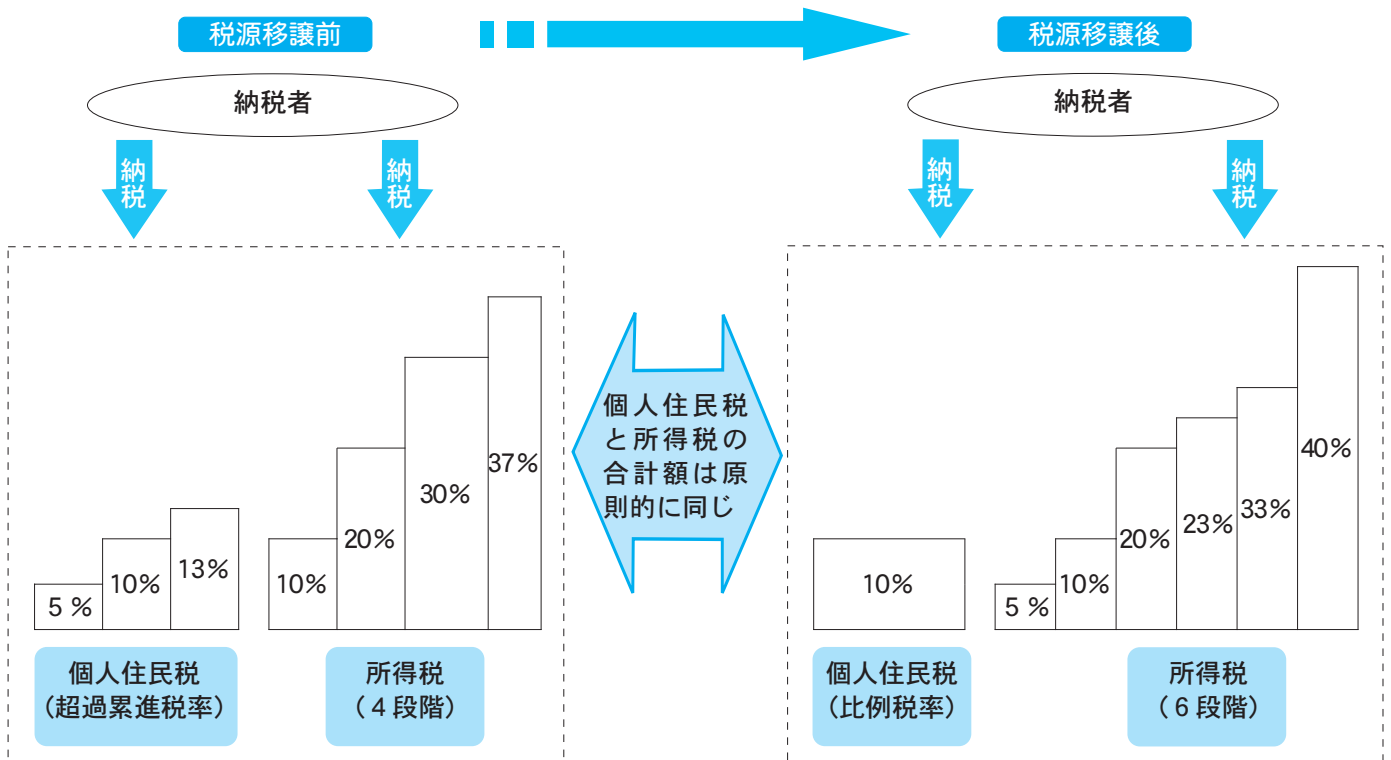 税源移譲前
税源移譲後
納税者
納税者
納税
納税
納税
納税
5 %
10%
13%
10%
20%
30%
37%
個人住民税
と所得税の
合計額は原
則的に同じ
10%
5 %
10%
20%
23%
33%
40%
個人住民税
（超過累進税率）
所得税
（４段階）
個人住民税
（比例税率）
所得税
（６段階）